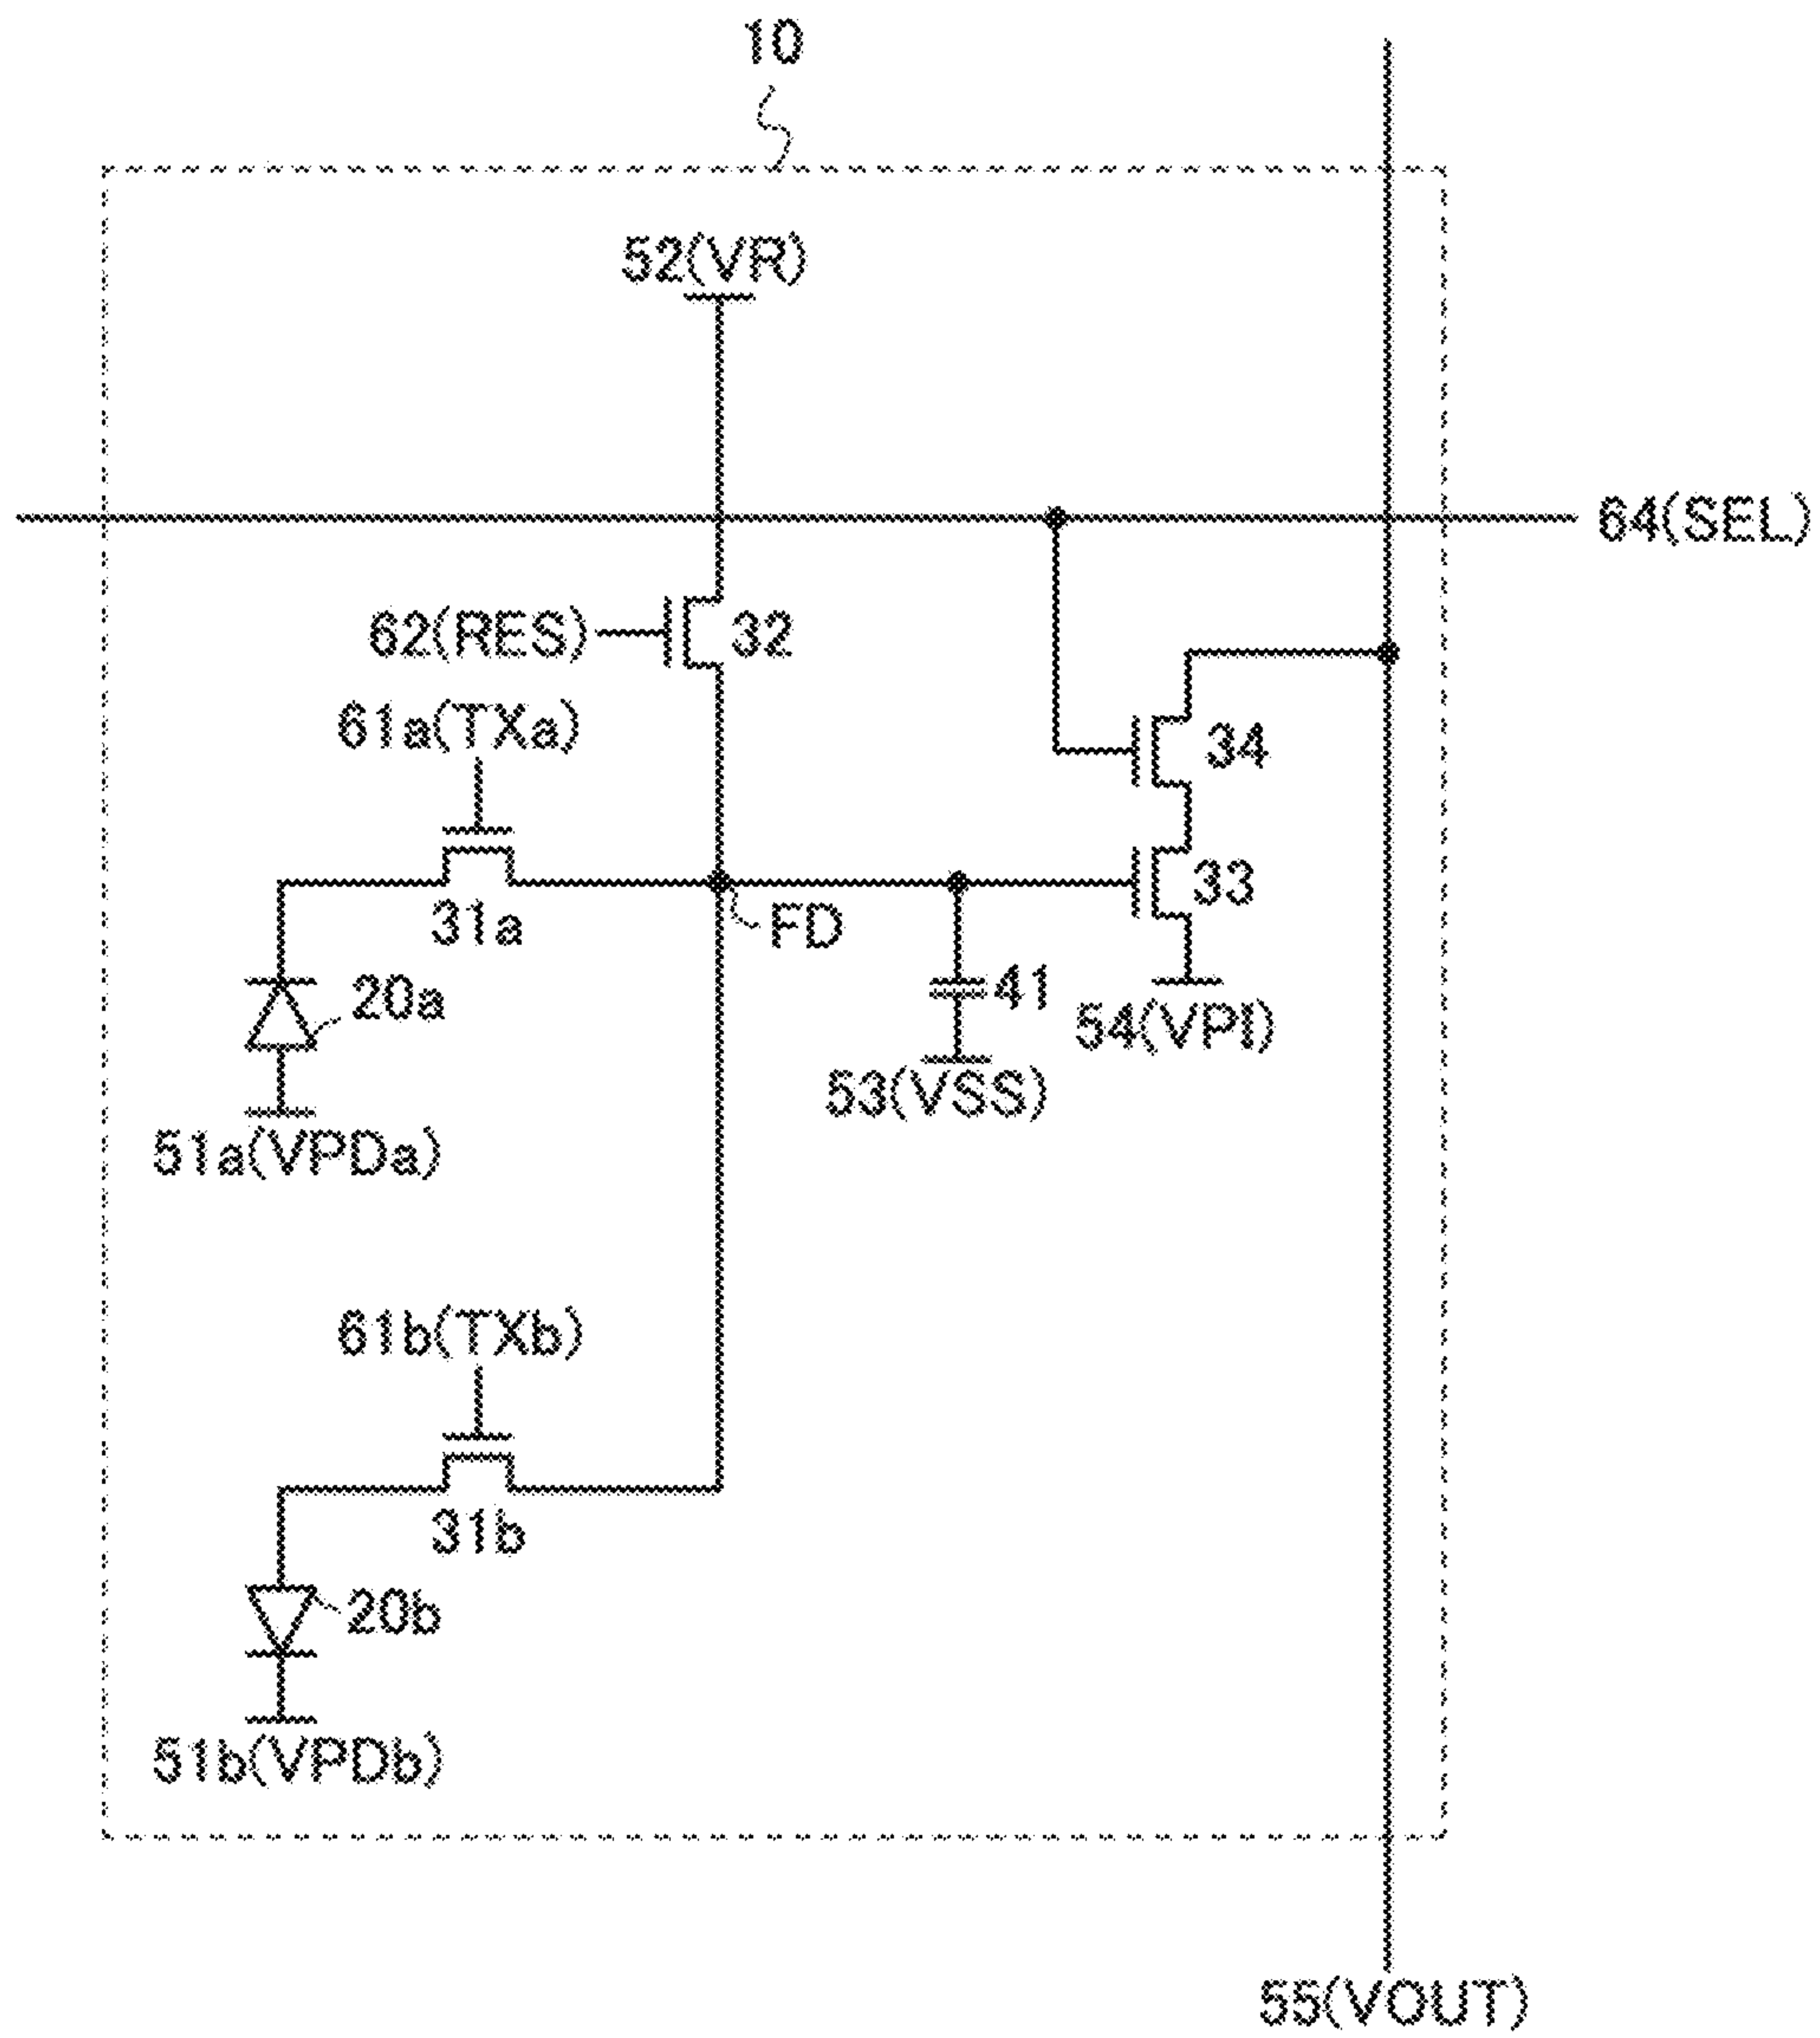 10
52(VR)
64(SEL)
62(RES)
32
61a(TXa)
34
33
31a
FD
20a
41
54(VPI)
53(VSS)
51a(VPDa)
61b(TXb)
31b
20b
51b(VPDb)
55(VOUT)